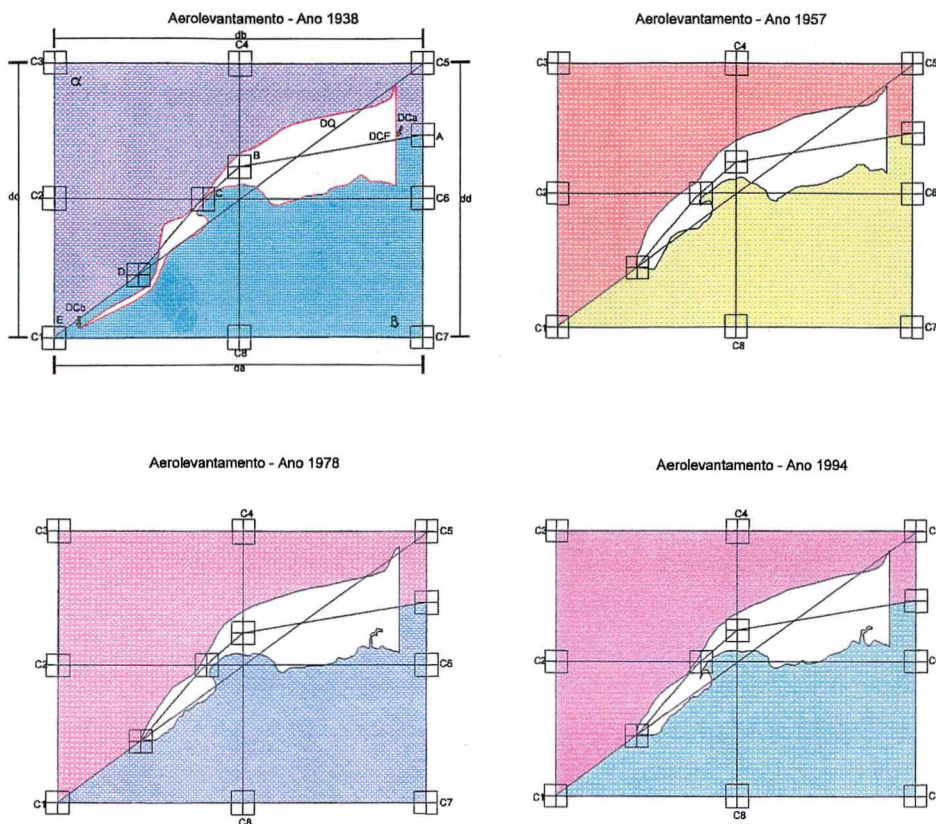 Aerolevantamento - Ano 1938
db
C3
C4
C5
α
DQ
DCa
DCF
A
B
dc
C2
C
C6
dd
D
DCb
E
β
C1
C8
C7
da
Aerolevantamento - Ano 1957
C3
C4
C5
C2
C6
C1
C8
C7
Aerolevantamento - Ano 1978
C3
C4
C5
C2
C6
C1
C8
C7
Aerolevantamento - Ano 1994
C3
C4
C2
C1
C8